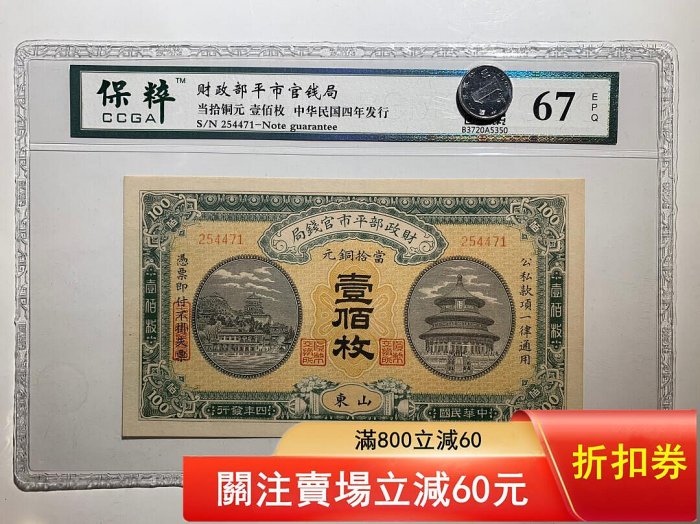 保粹™
CCGA
财政部平市官钱局
当拾铜元 壹佰枚 中华民国四年发行
S/N 254471-Note guarantee
B3720A5350
67
EPQ
100
100
局錢官市平部政財
254471
254471
元銅拾當
壹佰枚
憑票即付不掛失票
公私款項一律通用
壹佰枚
壹佰枚
東山
100
行發年四
國民華中
滿800立減60
關注賣場立減60元
折扣券